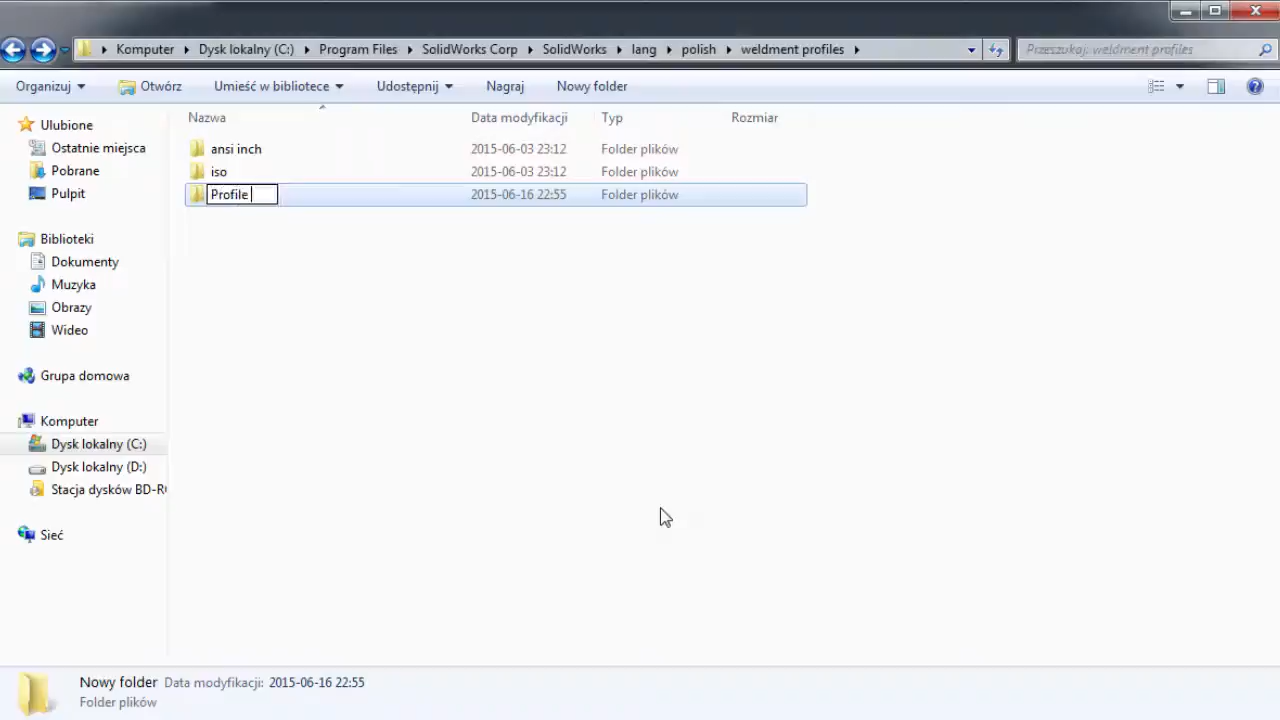 Komputer Dysk lokalny (C:) Program Files SolidWorks Corp SolidWorks lang polish weldment profiles Przeszukaj: weldment profiles
Organizuj Otwórz Umieść w bibliotece Udostępnij Nagraj Nowy folder
Nazwa Data modyfikacji Typ Rozmiar
ansi inch 2015-06-03 23:12 Folder plików
iso 2015-06-03 23:12 Folder plików
Profile 2015-06-16 22:55 Folder plików
Ulubione
Ostatnie miejsca
Pobrane
Pulpit
Biblioteki
Dokumenty
Muzyka
Obrazy
Wideo
Grupa domowa
Komputer
Dysk lokalny (C:)
Dysk lokalny (D:)
Stacja dysków BD-R
Sieć
Nowy folder Data modyfikacji: 2015-06-16 22:55
Folder plików